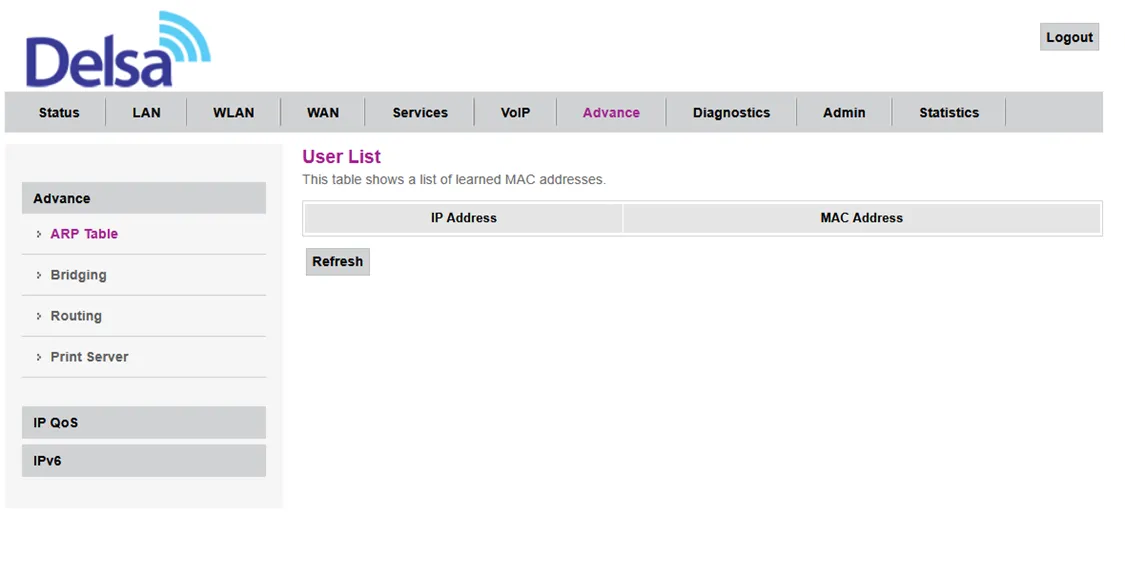 Delsa
Logout
Status LAN WLAN WAN Services VoIP Advance Diagnostics Admin Statistics
User List
This table shows a list of learned MAC addresses.
Advance
IP Address MAC Address
ARP Table
Refresh
Bridging
Routing
Print Server
IP QoS
IPv6